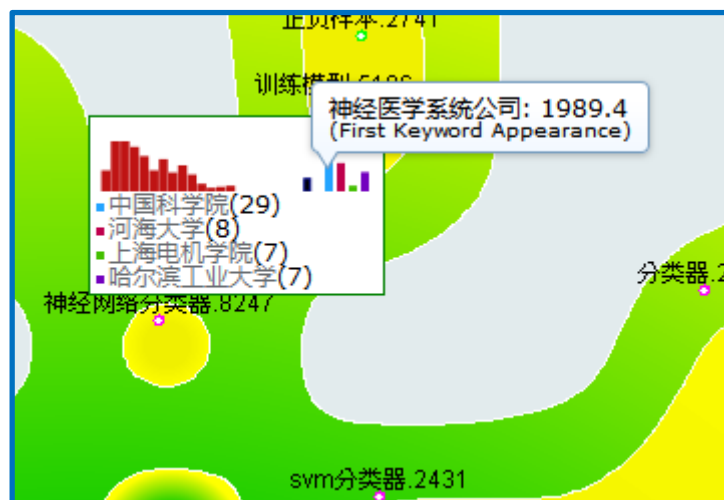 正负样本.2741
训练模型
神经医学系统公司: 1989.4
(First Keyword Appearance)
中国科学院(29)
河海大学(8)
上海电机学院(7)
哈尔滨工业大学(7)
神经网络分类器.8247
分类器.2
svm分类器.2431